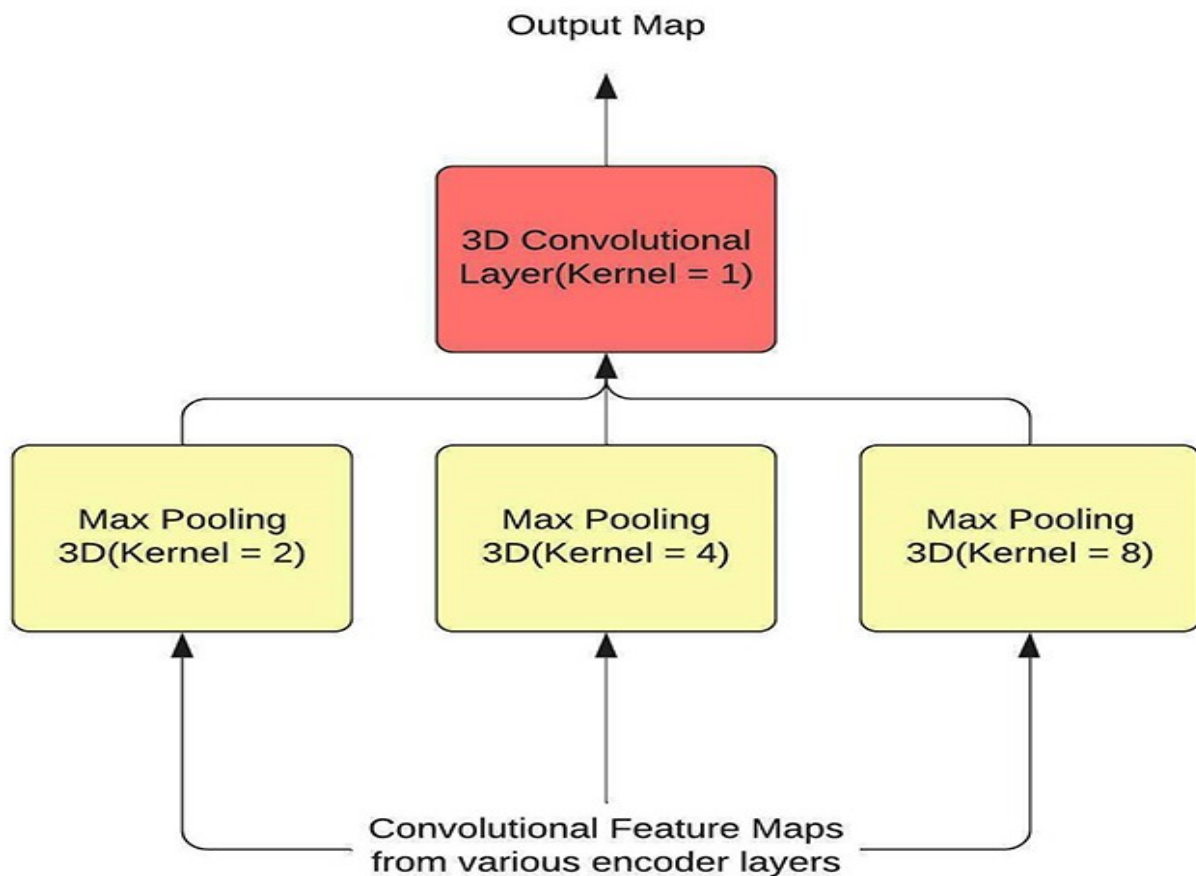 Output Map
3D Convolutional
Layer(Kernel = 1)
Max Pooling
3D(Kernel = 2)
Max Pooling
3D(Kernel = 4)
Max Pooling
3D(Kernel = 8)
Convolutional Feature Maps
from various encoder layers